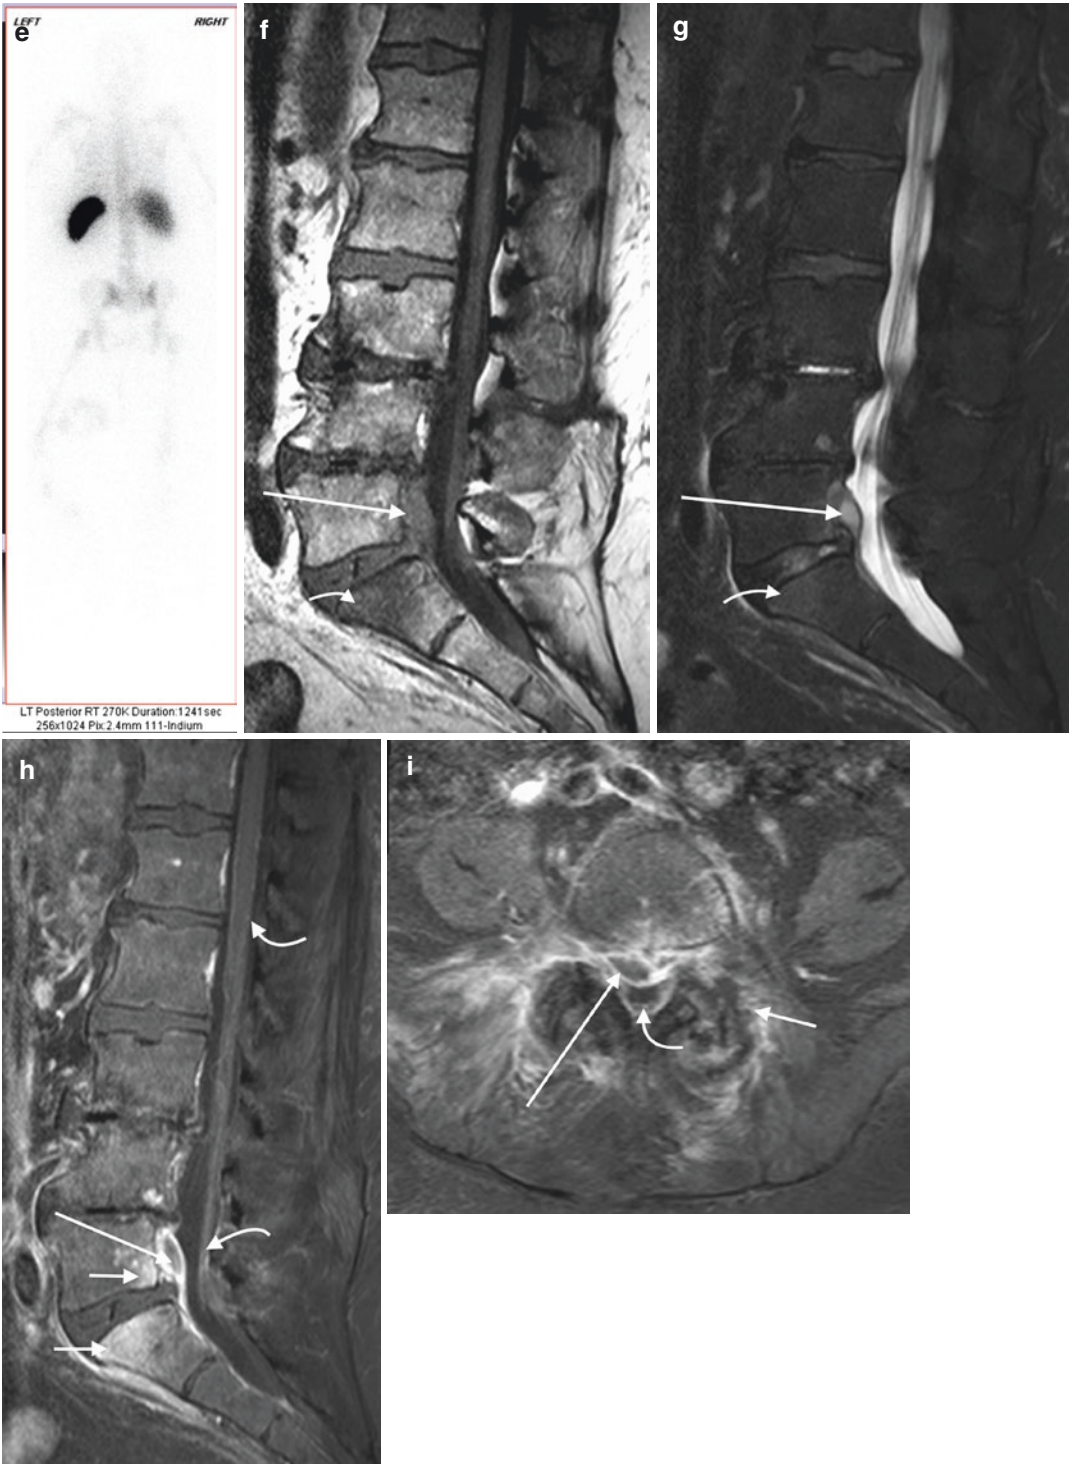 LEFT RIGHT
e
LT Posterior RT 270K Duration:1241sec
256x1024 Pix:2.4mm 111-Indium
f
g
h
i